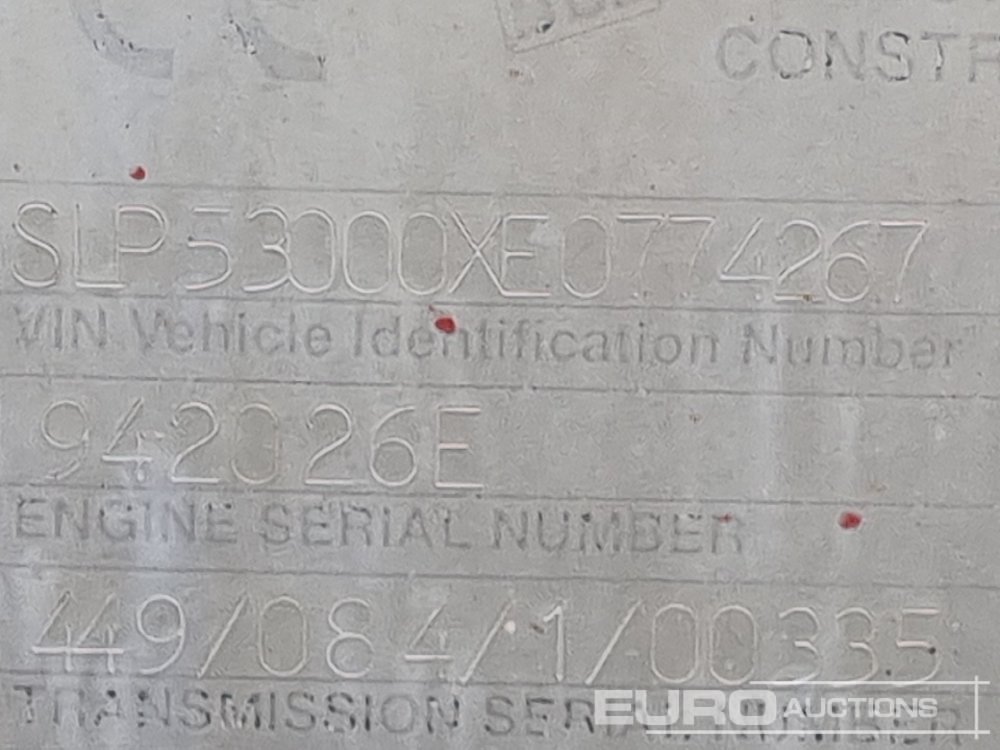 CE
CONSTR
SLP53000XE0774267
VIN Vehicle Identification Number
942026E
ENGINE SERIAL NUMBER
449/084/1/00335
TRANSMISSION SERIAL NUMBER
EURO AUCTIONS